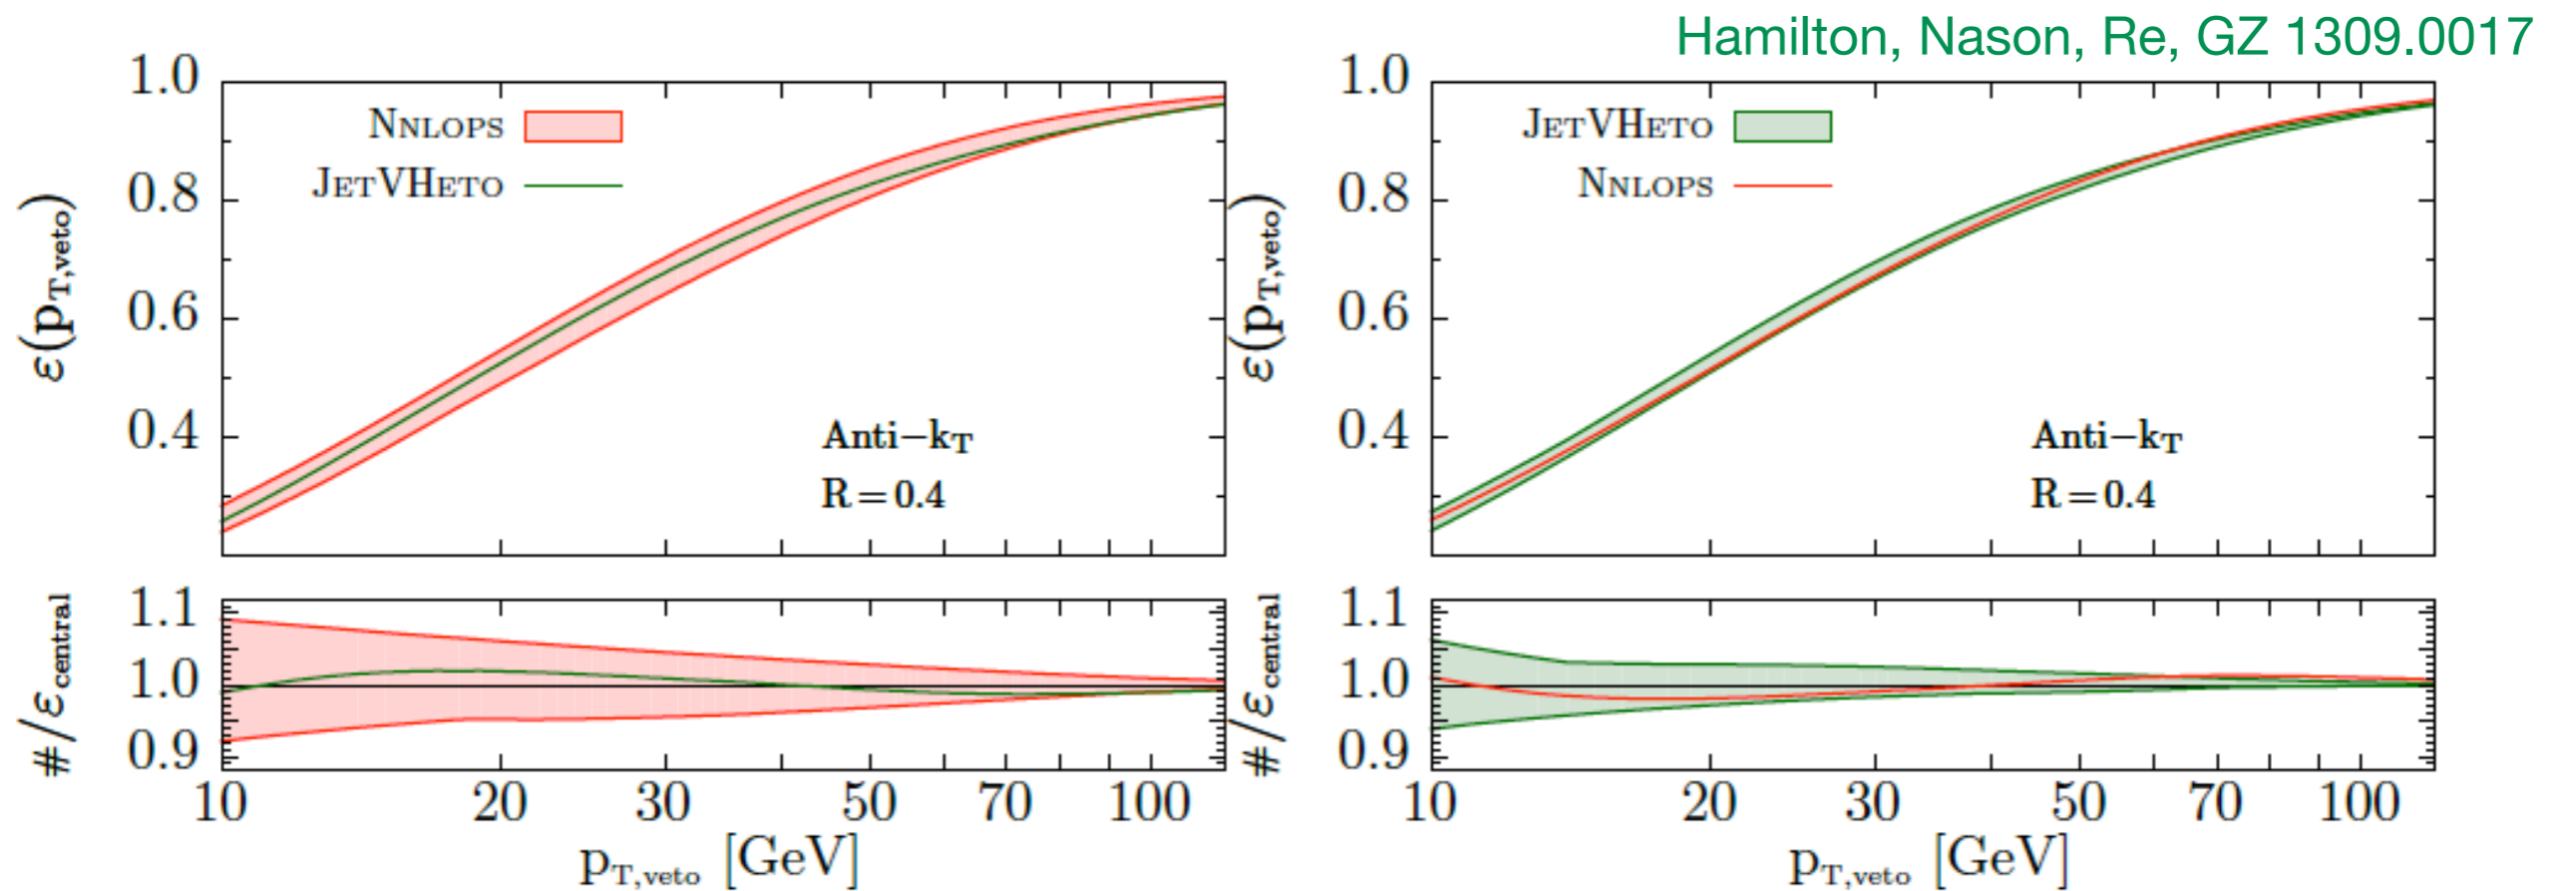 Hamilton, Nason, Re, GZ 1309.0017
1.0
0.8
0.6
0.4
ε(pT,veto)
NNLOPS
JETVHETO
Anti−kT
R = 0.4
1.1
1.0
0.9
#/εcentral
10 20 30 50 70 100
pT,veto [GeV]
1.0
0.8
0.6
0.4
ε(pT,veto)
JETVHETO
NNLOPS
Anti−kT
R = 0.4
1.1
1.0
0.9
#/εcentral
10 20 30 50 70 100
pT,veto [GeV]